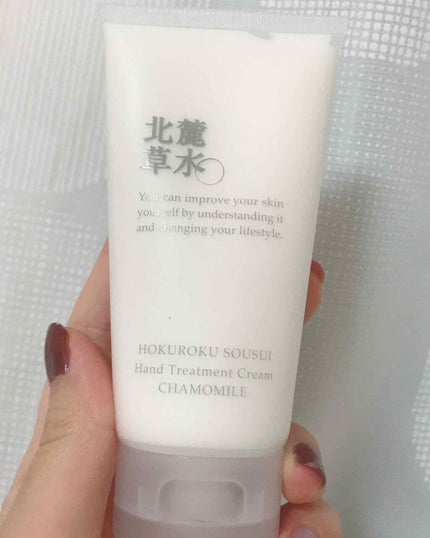 北麓
草水
You can improve your skin
yourself by understanding it
and changing your lifestyle.
HOKUROKU SOUSUI
Hand Treatment Cream
CHAMOMILE